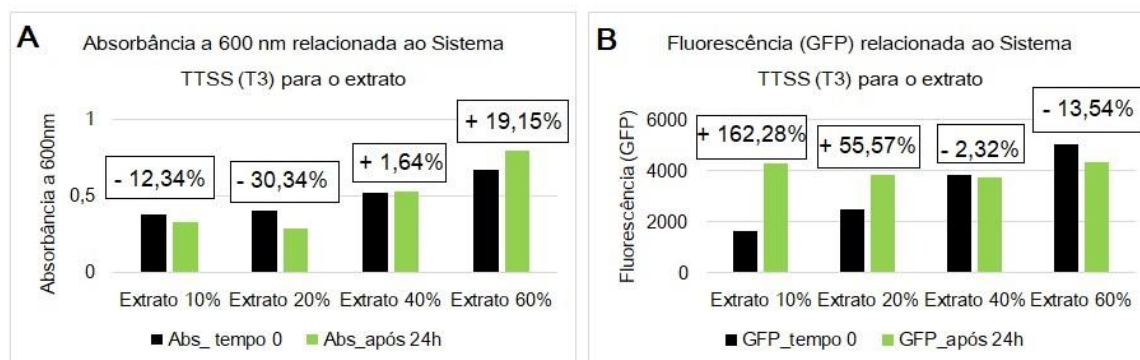 A
Absorbância a 600 nm relacionada ao Sistema
TTSS (T3) para o extrato
Absorbância a 600nm
1
0,5
0
- 12,34%
- 30,34%
+ 1,64%
+ 19,15%
Extrato 10% Extrato 20% Extrato 40% Extrato 60%
Abs_ tempo 0 Abs_após 24h
B
Fluorescência (GFP) relacionada ao Sistema
TTSS (T3) para o extrato
Fluorescência (GFP)
6000
4000
2000
0
+ 162,28%
+ 55,57%
- 2,32%
- 13,54%
Extrato 10% Extrato 20% Extrato 40% Extrato 60%
GFP_tempo 0 GFP_após 24h